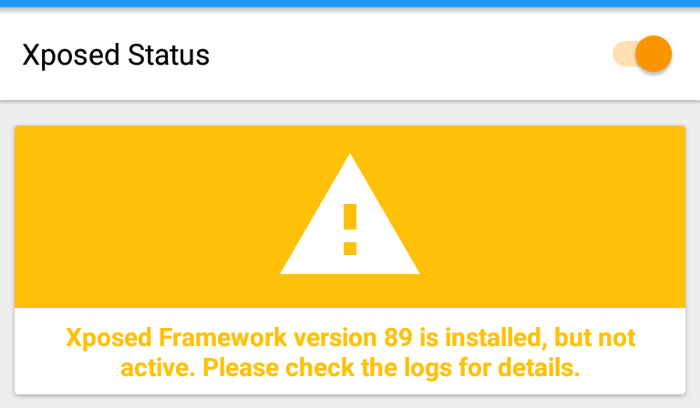 Xposed Status
Xposed Framework version 89 is installed, but not
active. Please check the logs for details.